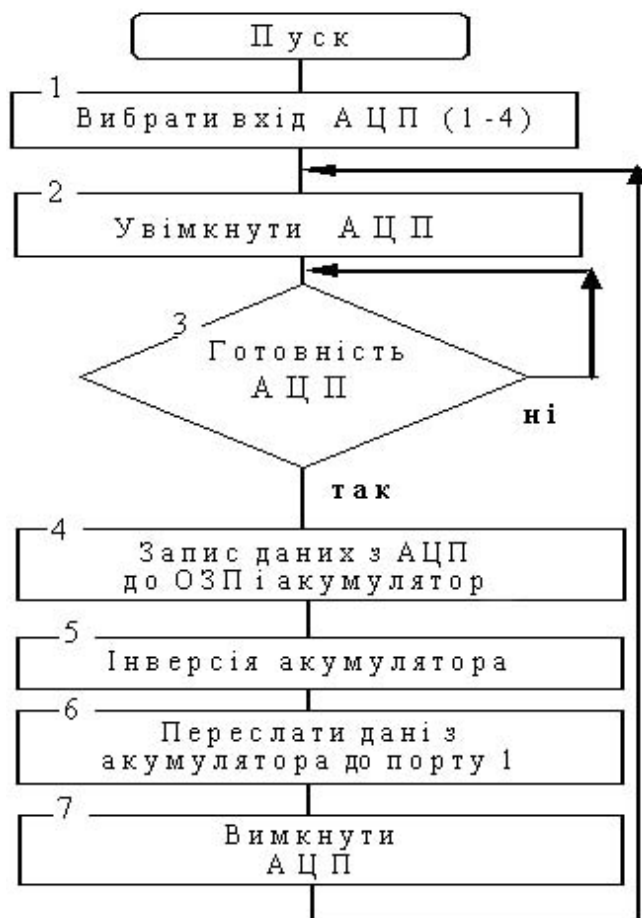 Пуск
1
Вибрати вхід АЦП (1-4)
2
Увімкнути АЦП
3
Готовність
АЦП
ні
так
4
Запис даних з АЦП
до ОЗП і акумулятор
5
Інверсія акумулятора
6
Переслати дані з
акумулятора до порту 1
7
Вимкнути
АЦП